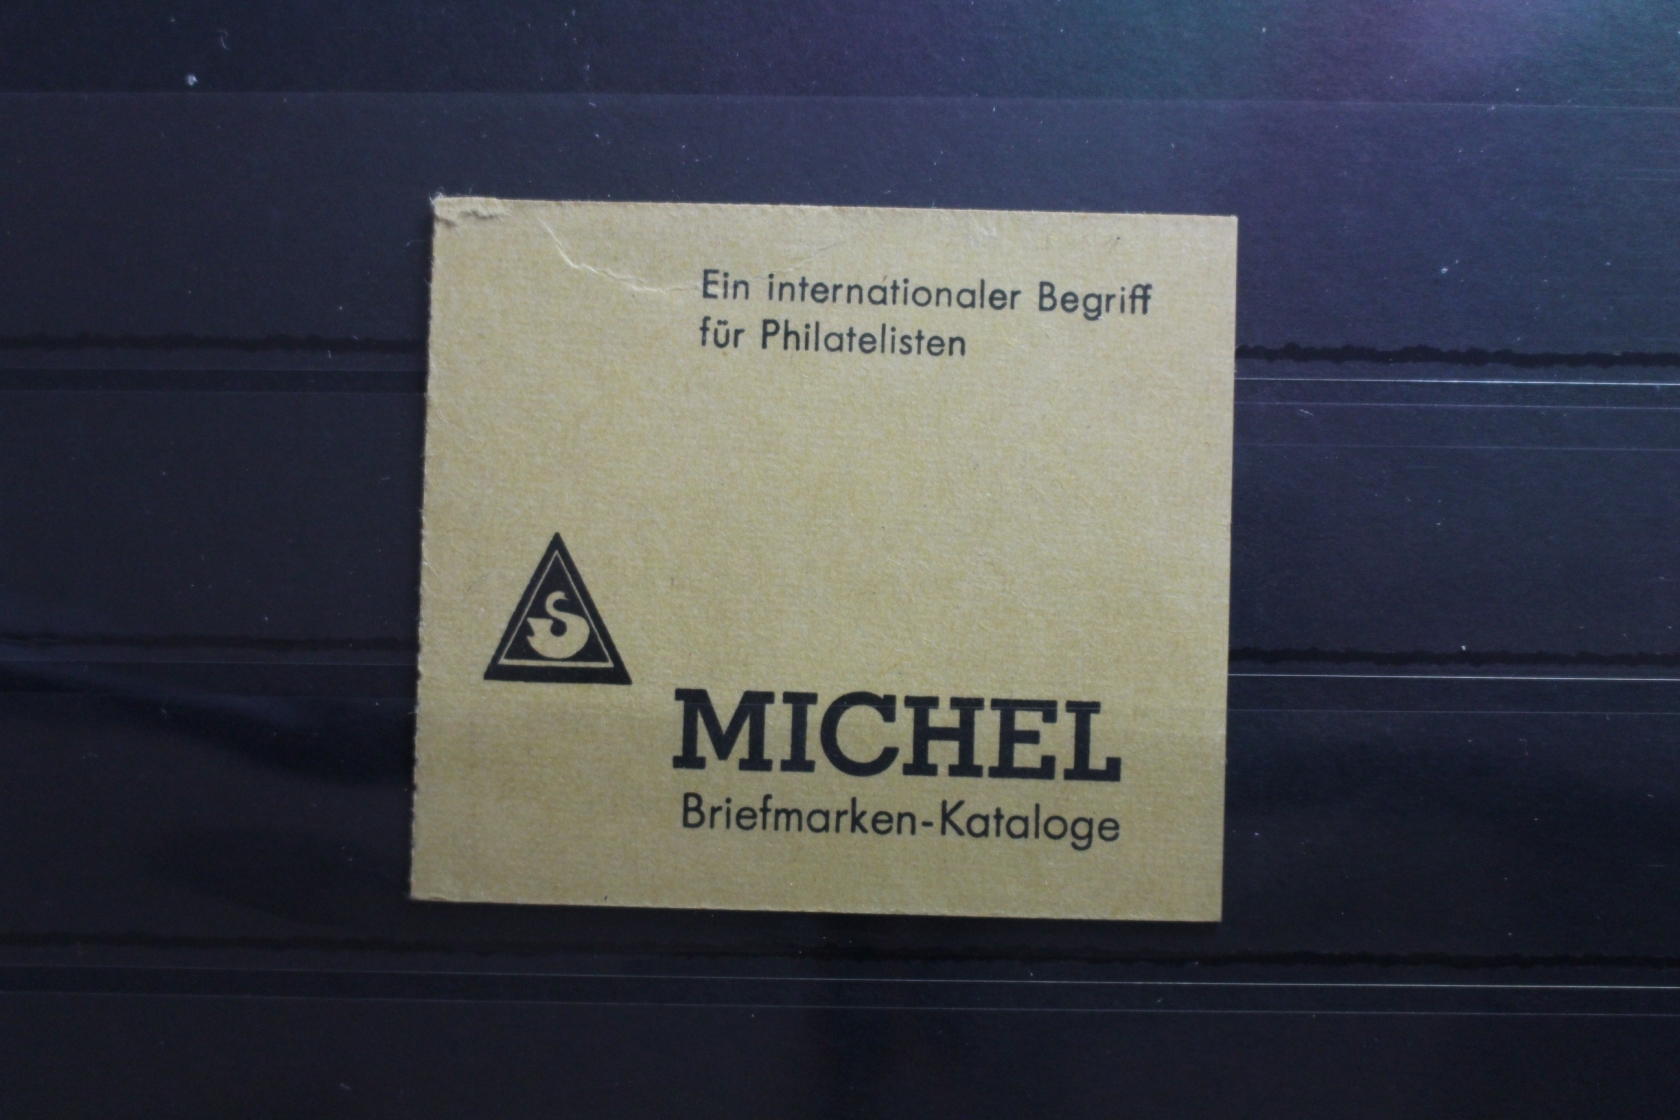 Ein internationaler Begriff
für Philatelisten
MICHEL
Briefmarken-Kataloge